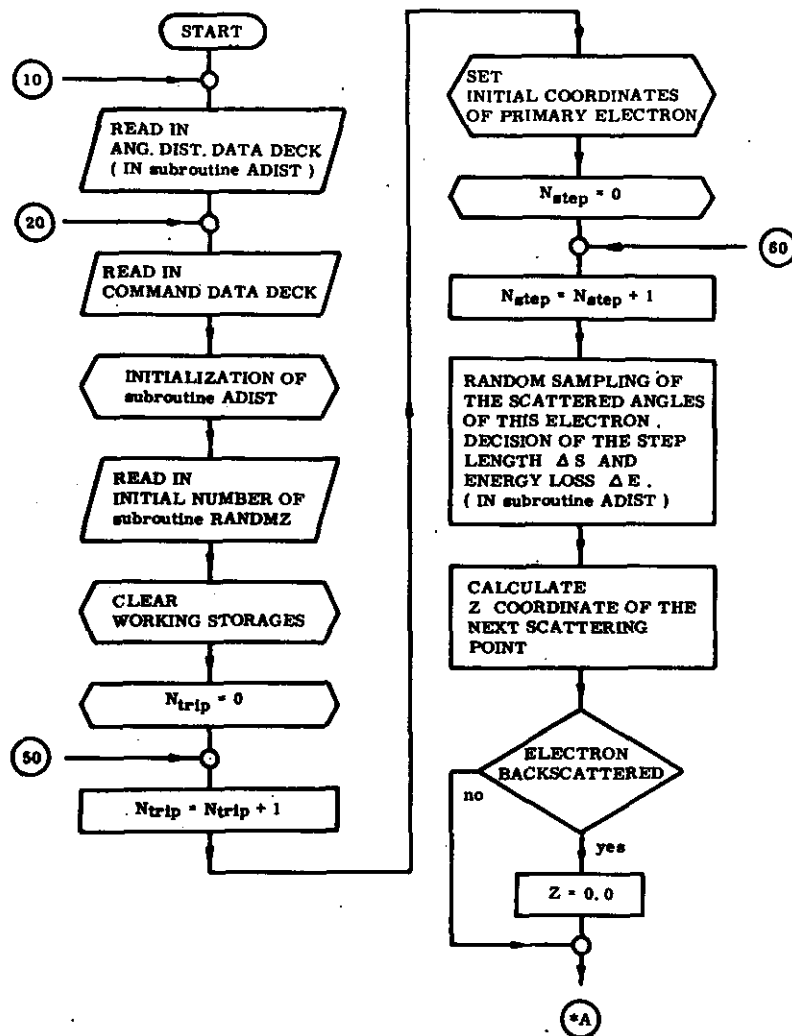 START
10
READ IN
ANG. DIST. DATA DECK
( IN subroutine ADIST )
20
READ IN
COMMAND DATA DECK
INITIALIZATION OF
subroutine ADIST
READ IN
INITIAL NUMBER OF
subroutine RANDMZ
CLEAR
WORKING STORAGES
Ntrip = 0
50
Ntrip = Ntrip + 1
SET
INITIAL COORDINATES
OF PRIMARY ELECTRON
Nstep = 0
60
Nstep = Nstep + 1
RANDOM SAMPLING OF
THE SCATTERED ANGLES
OF THIS ELECTRON .
DECISION OF THE STEP
LENGTH Δ S AND
ENERGY LOSS Δ E .
( IN subroutine ADIST )
CALCULATE
Z COORDINATE OF THE
NEXT SCATTERING
POINT
ELECTRON
BACKSCATTERED
no
yes
Z = 0.0
*A